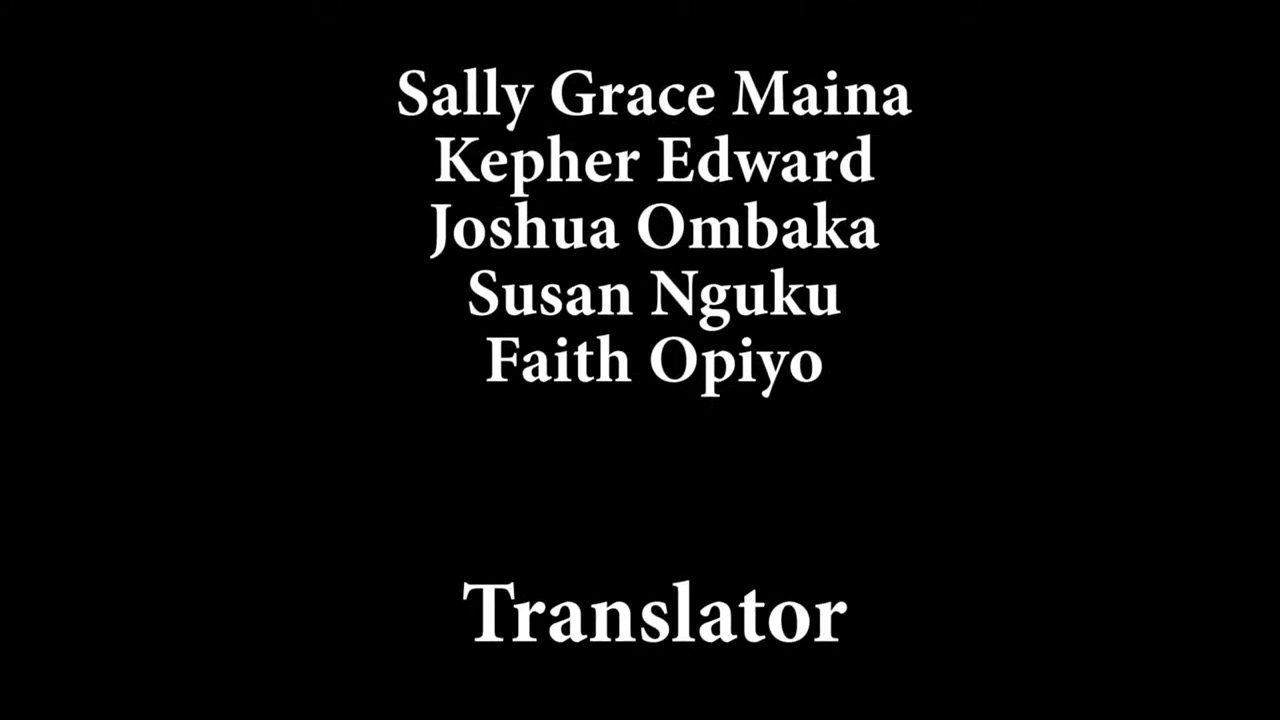 Sally Grace Maina
Kepher Edward
Joshua Ombaka
Susan Nguku
Faith Opiyo
Translator